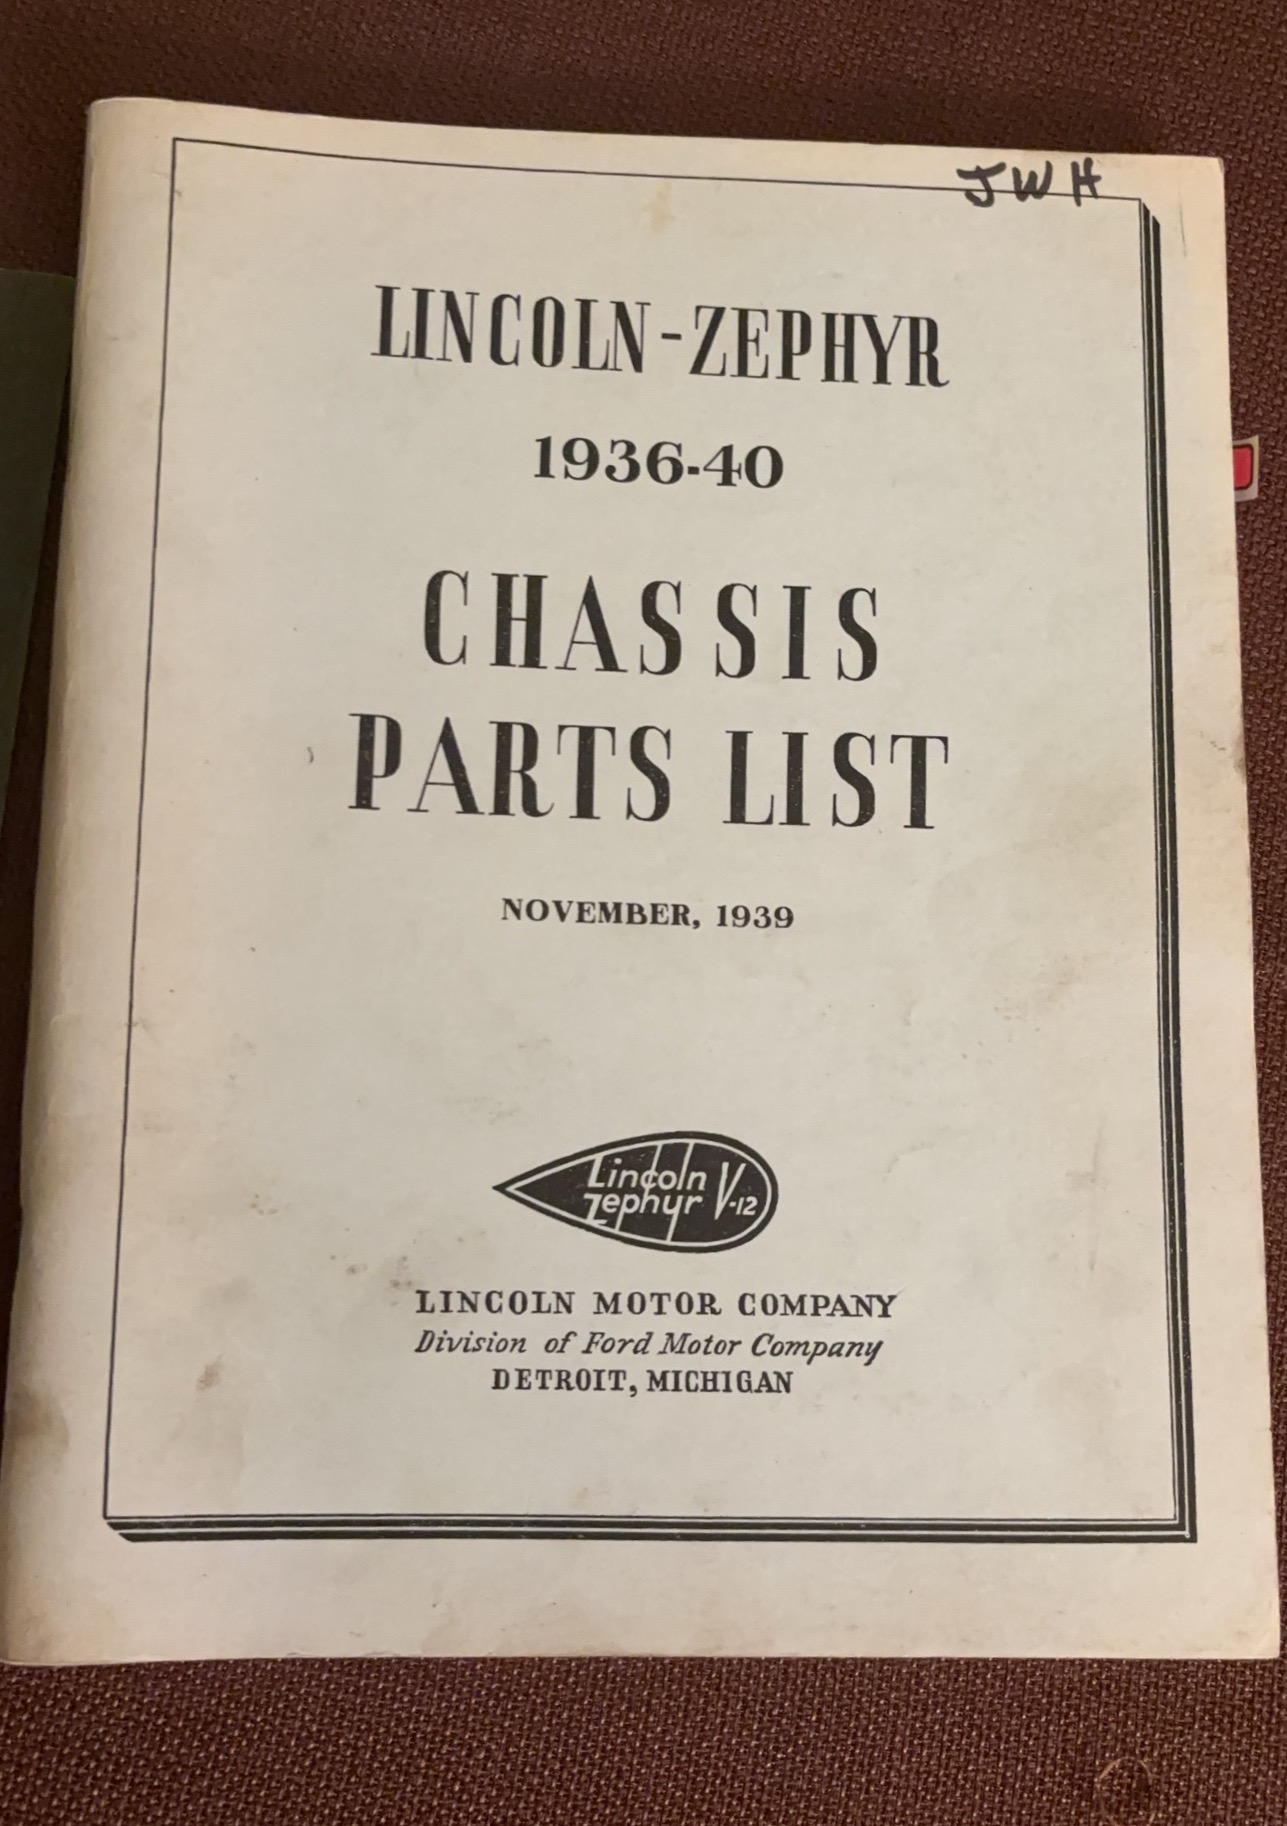 JWH
LINCOLN-ZEPHYR
1936-40
CHASSIS
PARTS LIST
NOVEMBER, 1939
Lincoln
Zephyr V-12
LINCOLN MOTOR COMPANY
Division of Ford Motor Company
DETROIT, MICHIGAN